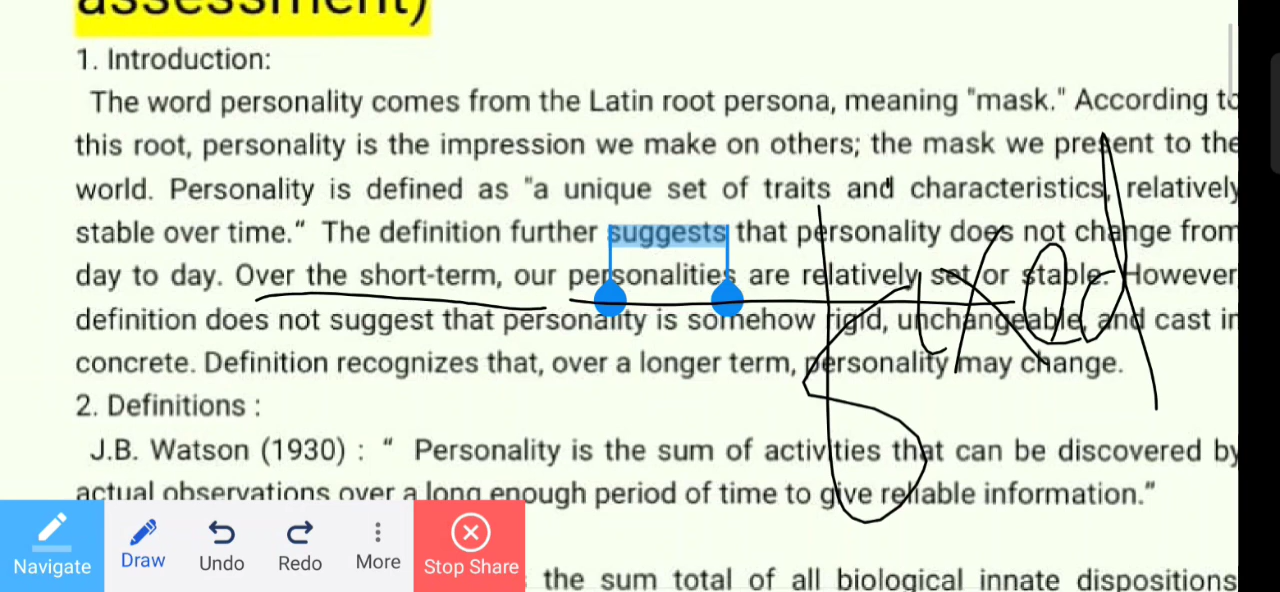 assessment)
1. Introduction:
The word personality comes from the Latin root persona, meaning "mask." According to
this root, personality is the impression we make on others; the mask we present to the
world. Personality is defined as "a unique set of traits and characteristics, relatively
stable over time.“ The definition further suggests that personality does not change from
day to day. Over the short-term, our personalities are relatively set or stable. However
definition does not suggest that personality is somehow rigid, unchangeable, and cast in
concrete. Definition recognizes that, over a longer term, personality may change.
2. Definitions :
J.B. Watson (1930) : “ Personality is the sum of activities that can be discovered by
actual observations over a long enough period of time to give reliable information.”
the sum total of all biological innate dispositions
Navigate
Draw
Undo
Redo
More
Stop Share